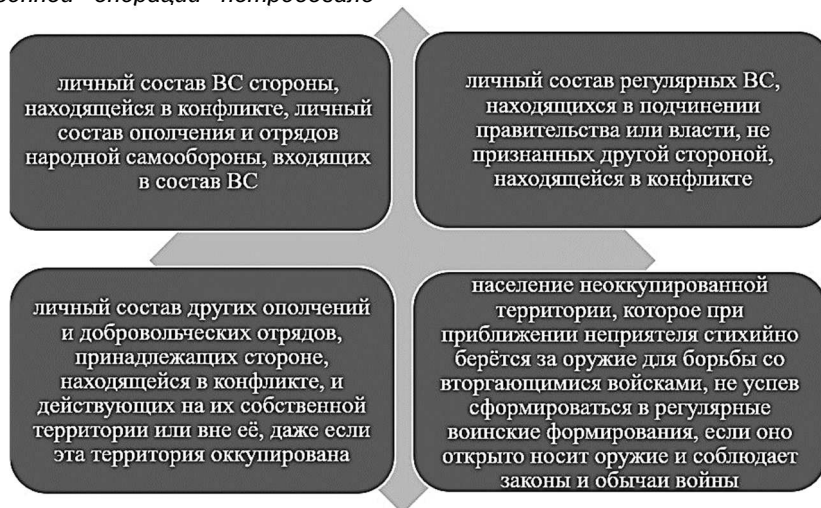 операции потребовало
личный состав ВС стороны,
находящейся в конфликте, личный
состав ополчения и отрядов
народной самообороны, входящих
в состав ВС
личный состав регулярных ВС,
находящихся в подчинении
правительства или власти, не
признанных другой стороной,
находящейся в конфликте
личный состав других ополчений
и добровольческих отрядов,
принадлежащих стороне,
находящейся в конфликте, и
действующих на их собственной
территории или вне её, даже если
эта территория оккупирована
население неоккупированной
территории, которое при
приближении неприятеля стихийно
берётся за оружие для борьбы со
вторгающимися войсками, не успев
сформироваться в регулярные
воинские формирования, если оно
открыто носит оружие и соблюдает
законы и обычаи войны